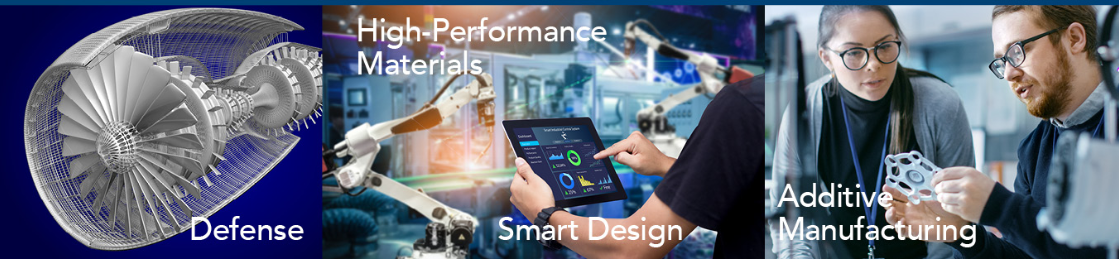 High-Performance
Materials
Defense
Smart Design
Additive
Manufacturing